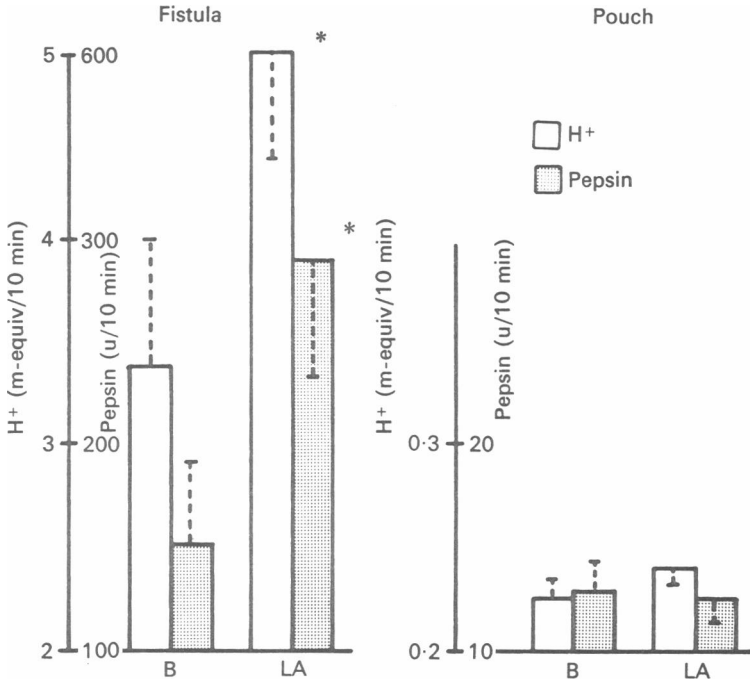 Fistula
Pouch
5 600
4 300
3 200
2 100
H+ (m-equiv/10 min)
Pepsin (u/10 min)
*
*
B LA
H+
Pepsin
H+ (m-equiv/10 min)
Pepsin (u/10 min)
0·3 20
0·2 10
B LA